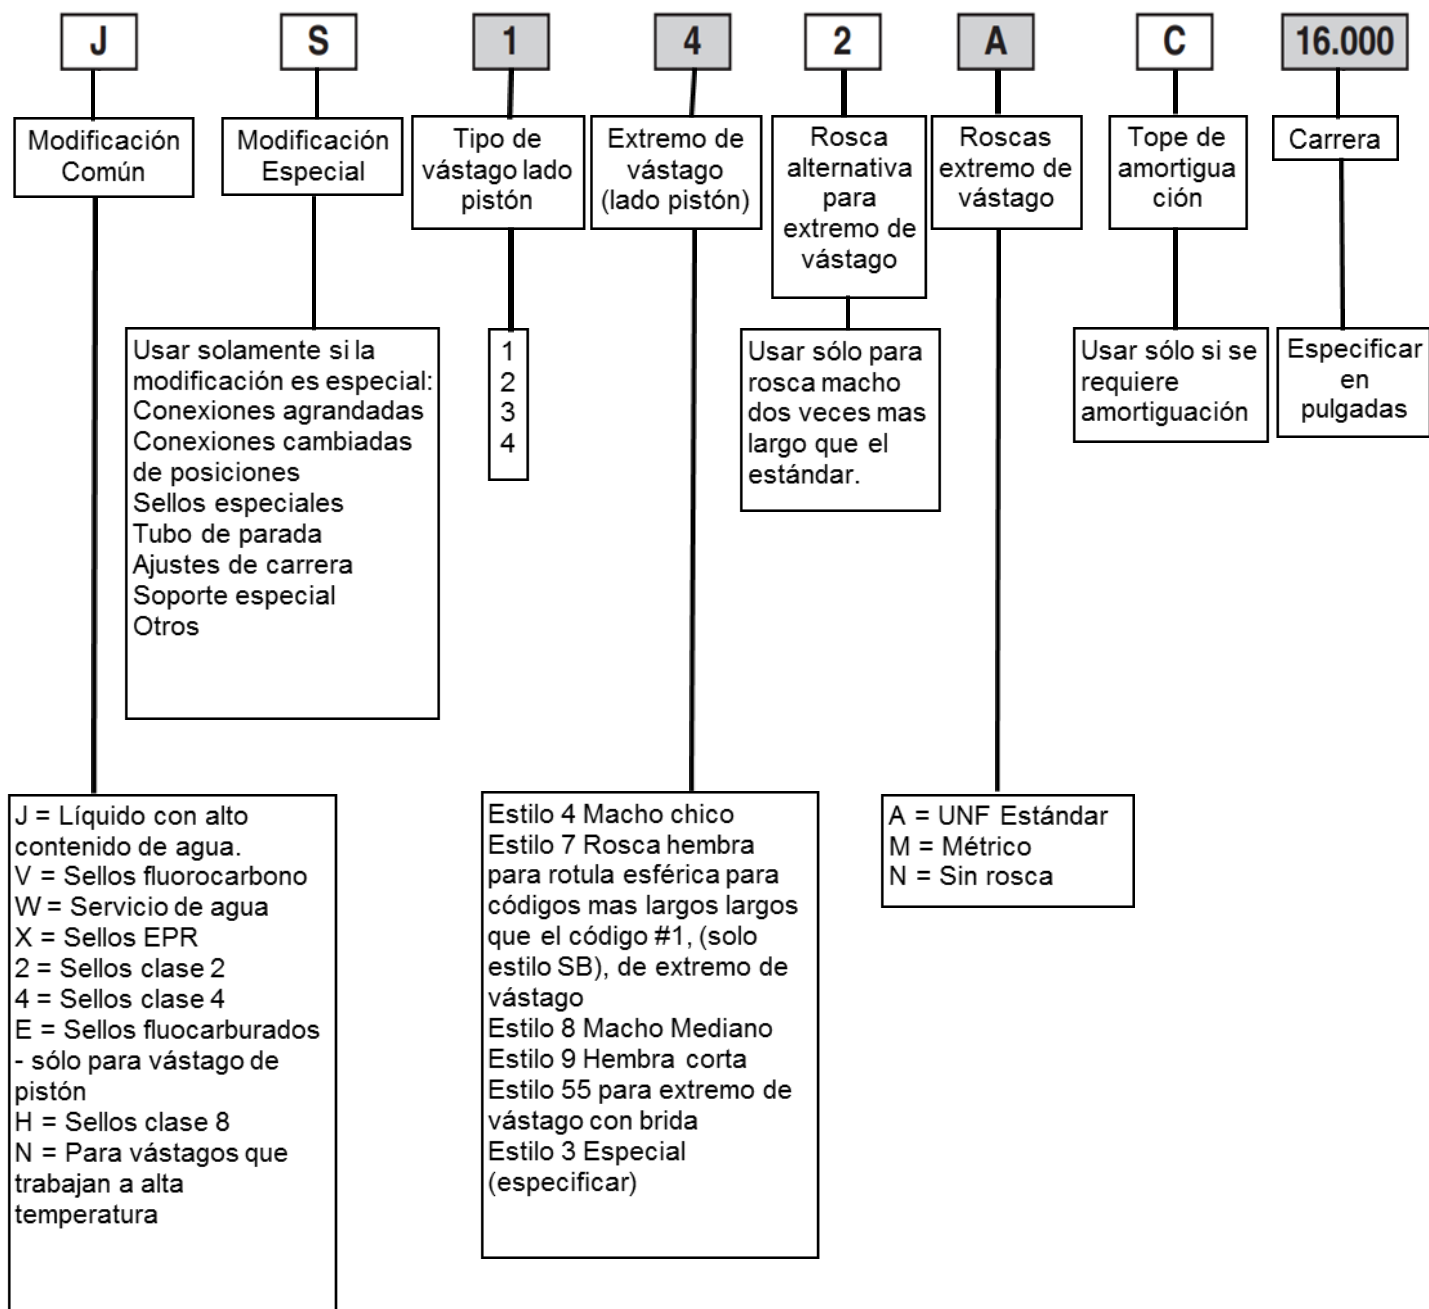 J
S
1
4
2
A
C
16.000
Modificación
Común
Modificación
Especial
Tipo de
vástago lado
pistón
Extremo de
vástago
(lado pistón)
Rosca
alternativa
para
extremo de
vástago
Roscas
extremo de
vástago
Tope de
amortigua
ción
Carrera
Usar solamente si la
modificación es especial:
Conexiones agrandadas
Conexiones cambiadas
de posiciones
Sellos especiales
Tubo de parada
Ajustes de carrera
Soporte especial
Otros
1
2
3
4
Usar sólo para
rosca macho
dos veces mas
largo que el
estándar.
Usar sólo si se
requiere
amortiguación
Especificar
en
pulgadas
J = Líquido con alto
contenido de agua.
V = Sellos fluorocarbono
W = Servicio de agua
X = Sellos EPR
2 = Sellos clase 2
4 = Sellos clase 4
E = Sellos fluocarburados
- sólo para vástago de
pistón
H = Sellos clase 8
N = Para vástagos que
trabajan a alta
temperatura
Estilo 4 Macho chico
Estilo 7 Rosca hembra
para rotula esférica para
códigos mas largos largos
que el código #1, (solo
estilo SB), de extremo de
vástago
Estilo 8 Macho Mediano
Estilo 9 Hembra corta
Estilo 55 para extremo de
vástago con brida
Estilo 3 Especial
(especificar)
A = UNF Estándar
M = Métrico
N = Sin rosca